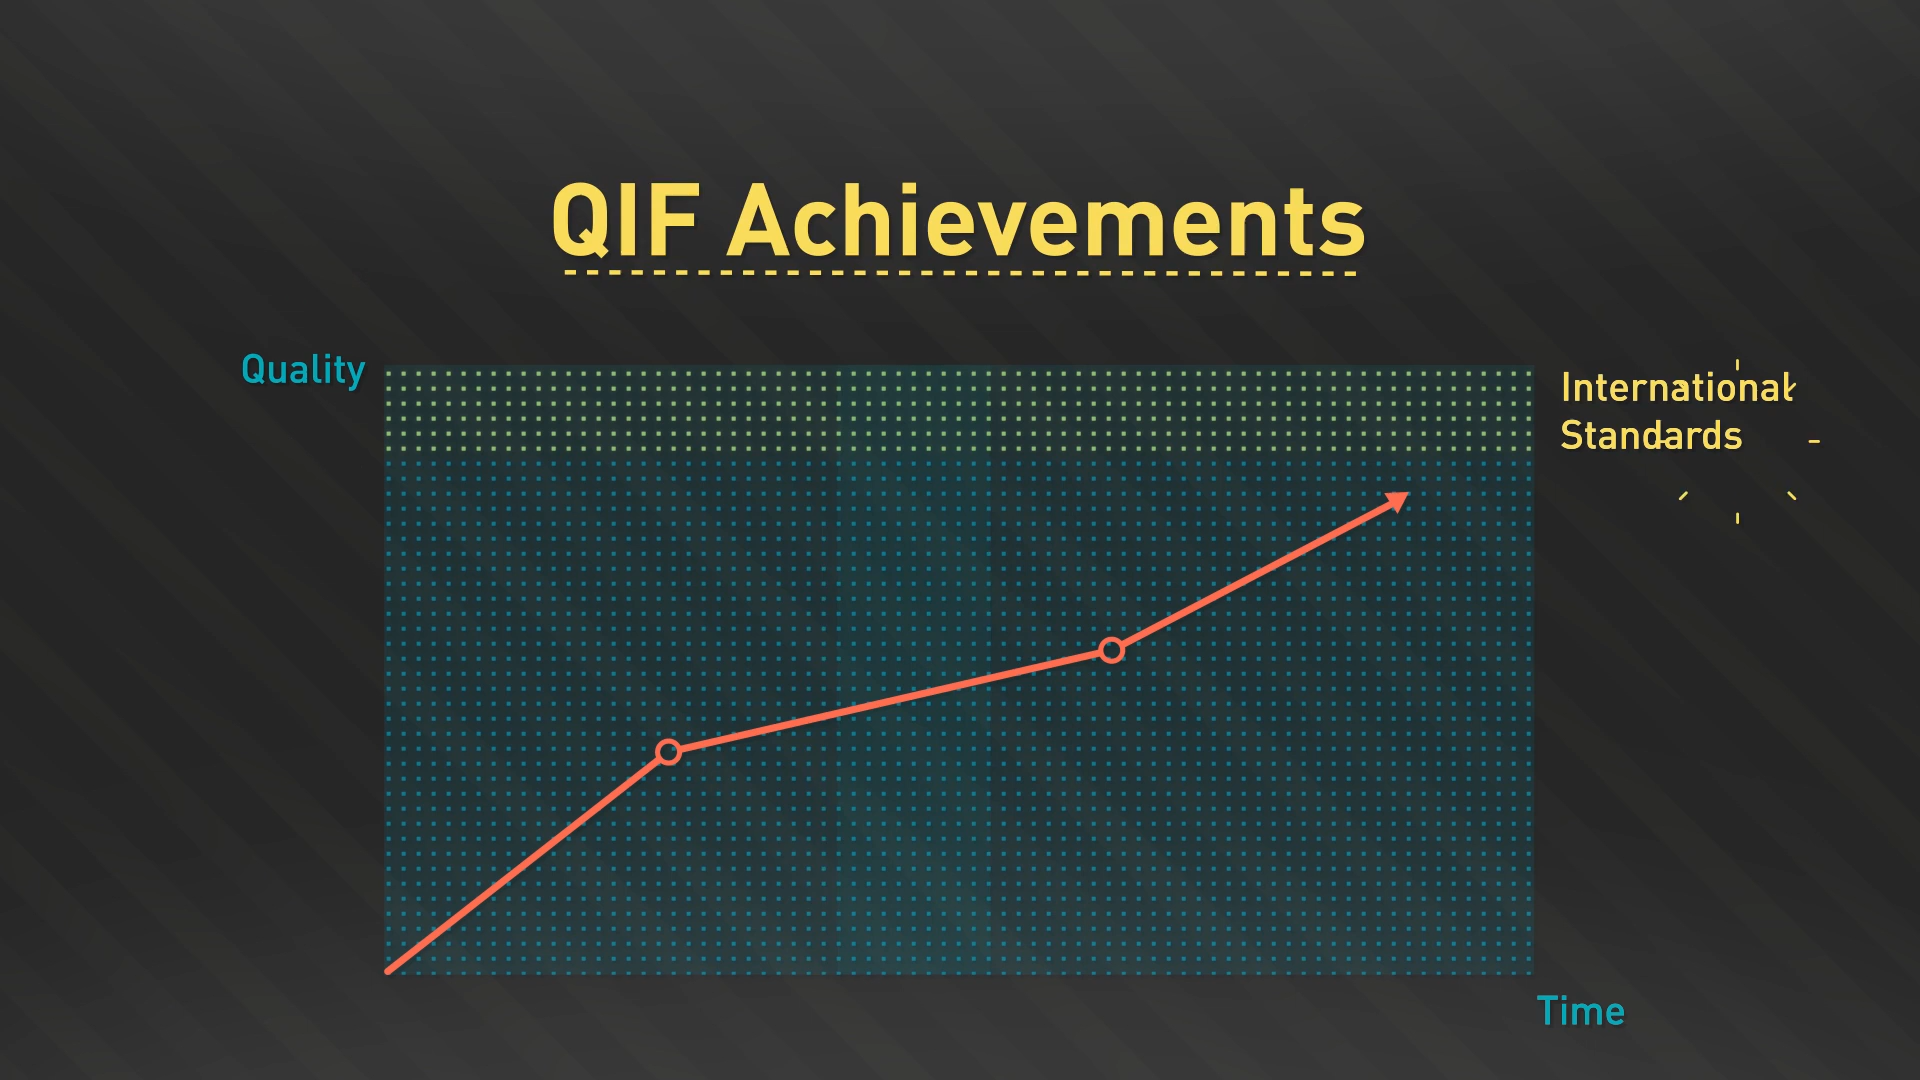 QIF Achievements
Quality
International
Standards
Time